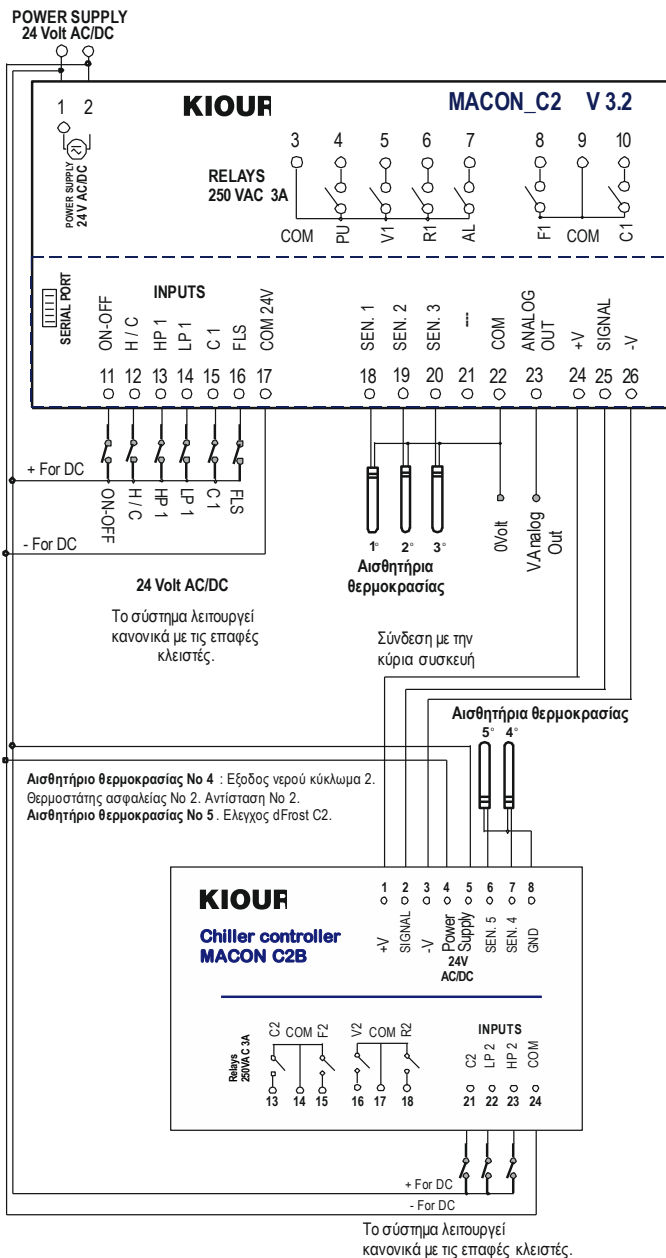 POWER SUPPLY
24 Volt AC/DC
1 2
KIOUR
MACON_C2 V 3.2
POWER SUPPLY
24 V AC/DC
RELAYS
250 VAC 3A
3 4 5 6 7 8 9 10
COM PU V1 R1 AL F1 COM C1
SERIAL PORT
INPUTS
ON-OFF H / C HP 1 LP 1 C 1 FLS COM 24V
SEN. 1 SEN. 2 SEN. 3 --- COM ANALOG OUT +V SIGNAL -V
11 12 13 14 15 16 17 18 19 20 21 22 23 24 25 26
+ For DC
ON-OFF H / C HP 1 LP 1 C 1 FLS
- For DC
1° 2° 3°
Αισθητήρια
θερμοκρασίας
0Volt
V.Analog
Out
24 Volt AC/DC
Το σύστημα λειτουργεί
κανονικά με τις επαφές
κλειστές.
Σύνδεση με την
κύρια συσκευή
Αισθητήρια θερμοκρασίας
5° 4°
Αισθητήριο θερμοκρασίας Νο 4 : Εξοδος νερού κύκλωμα 2.
Θερμοστάτης ασφαλείας Νο 2. Αντίσταση Νο 2.
Αισθητήριο θερμοκρασίας Νο 5 . Ελεγχος dFrost C2.
KIOUR
Chiller controller
MACON C2B
1 2 3 4 5 6 7 8
+V SIGNAL -V Power Supply SEN. 5 SEN. 4 GND
24V
AC/DC
Relays
250VA C 3A
C2 COM F2 V2 COM R2
13 14 15 16 17 18
INPUTS
C2 LP 2 HP 2 COM
21 22 23 24
+ For DC
- For DC
Το σύστημα λειτουργεί
κανονικά με τις επαφές κλειστές.